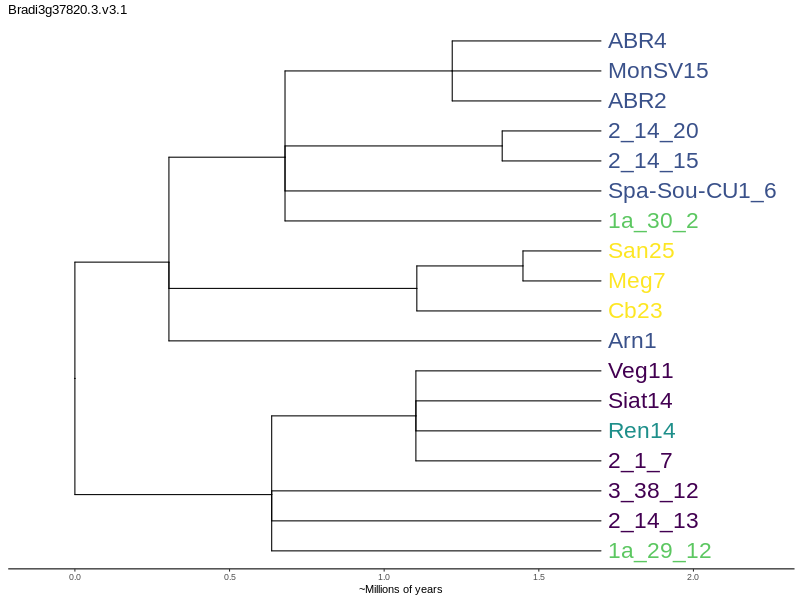 Bradi3g37820.3.v3.1
ABR4
MonSV15
ABR2
2_14_20
2_14_15
Spa-Sou-CU1_6
1a_30_2
San25
Meg7
Cb23
Arn1
Veg11
Siat14
Ren14
2_1_7
3_38_12
2_14_13
1a_29_12
0.0 0.5 1.0 1.5 2.0
~Millions of years